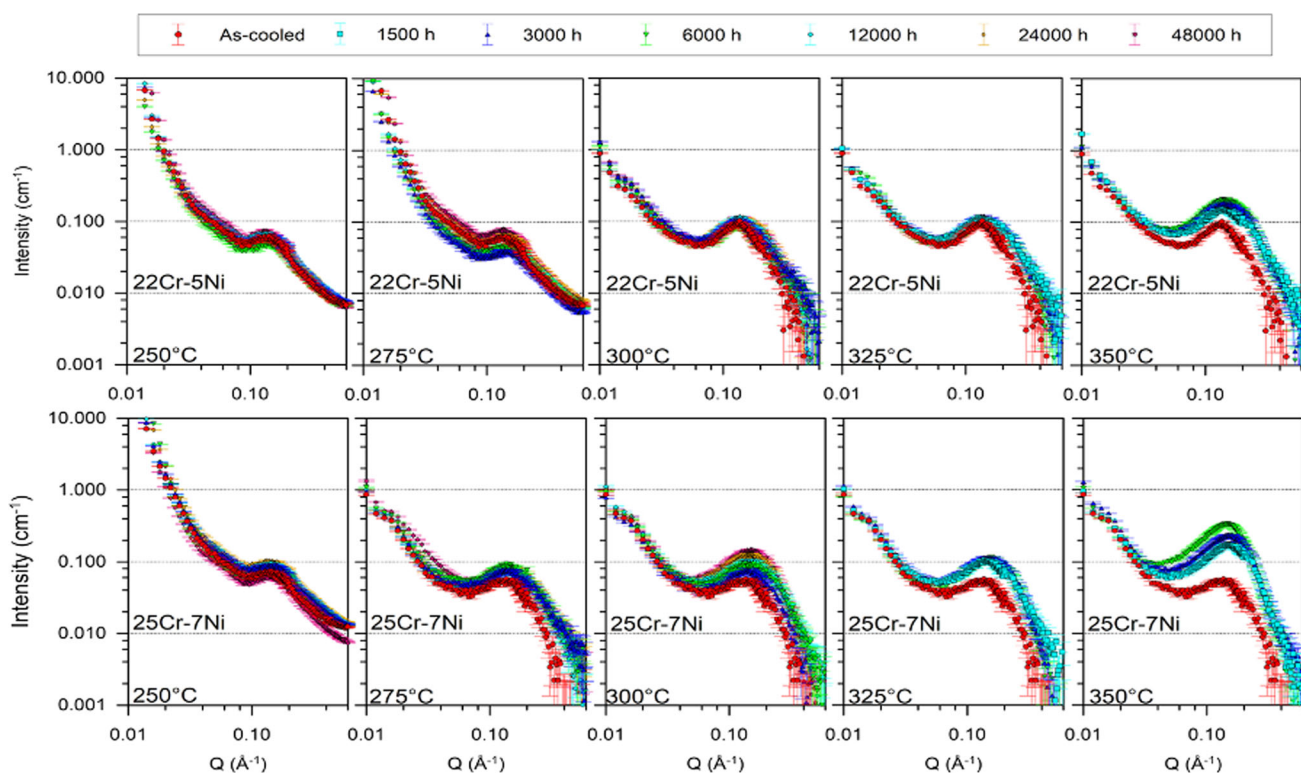 As-cooled 1500 h 3000 h 6000 h 12000 h 24000 h 48000 h
Intensity (cm⁻¹)
10.000
1.000
0.100
0.010
0.001
22Cr-5Ni 22Cr-5Ni 22Cr-5Ni 22Cr-5Ni 22Cr-5Ni
250°C 275°C 300°C 325°C 350°C
0.01 0.10 0.01 0.10 0.01 0.10 0.01 0.10 0.01 0.10
Intensity (cm⁻¹)
10.000
1.000
0.100
0.010
0.001
25Cr-7Ni 25Cr-7Ni 25Cr-7Ni 25Cr-7Ni 25Cr-7Ni
250°C 275°C 300°C 325°C 350°C
0.01 0.10 0.01 0.10 0.01 0.10 0.01 0.10 0.01 0.10
Q (Å⁻¹) Q (Å⁻¹) Q (Å⁻¹) Q (Å⁻¹) Q (Å⁻¹)